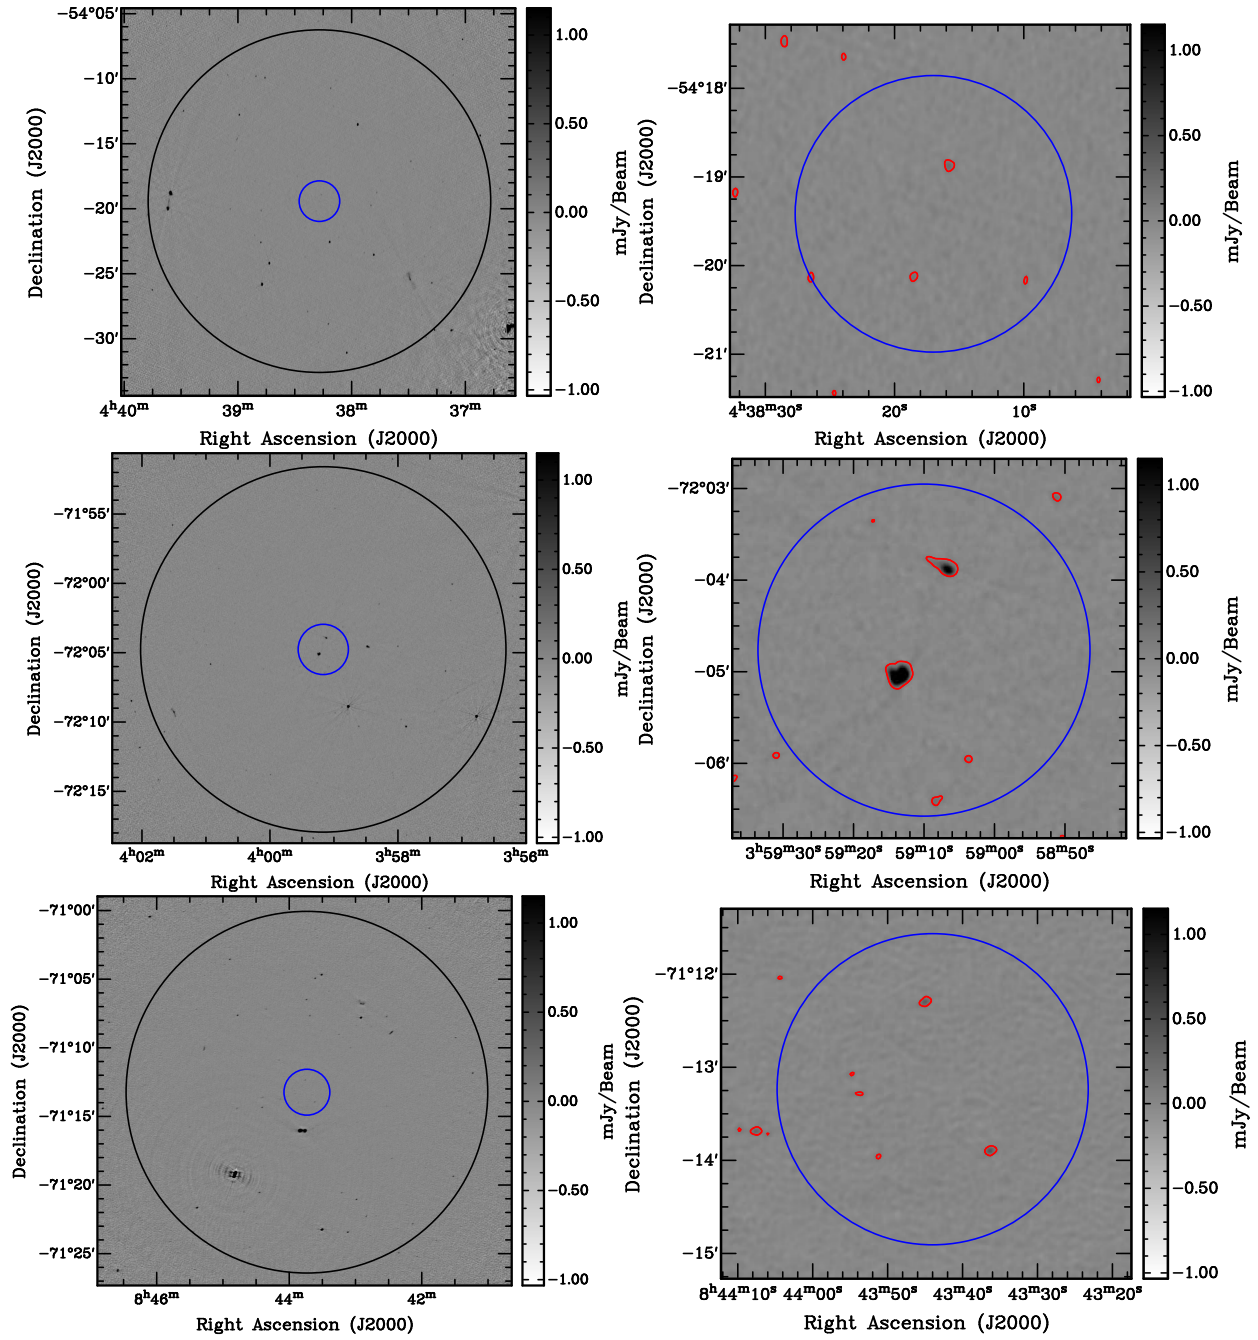 −54°05′
−10′
−15′
−20′
−25′
−30′
4ʰ40ᵐ 39ᵐ 38ᵐ 37ᵐ
Right Ascension (J2000)
Declination (J2000)
1.00
0.50
0.00
−0.50
−1.00
mJy/Beam
−54°18′
−19′
−20′
−21′
4ʰ38ᵐ30ˢ 20ˢ 10ˢ
Right Ascension (J2000)
Declination (J2000)
1.00
0.50
0.00
−0.50
−1.00
mJy/Beam
−71°55′
−72°00′
−72°05′
−72°10′
−72°15′
4ʰ02ᵐ 4ʰ00ᵐ 3ʰ58ᵐ 3ʰ56ᵐ
Right Ascension (J2000)
Declination (J2000)
1.00
0.50
0.00
−0.50
−1.00
mJy/Beam
−72°03′
−04′
−05′
−06′
3ʰ59ᵐ30ˢ 59ᵐ20ˢ 59ᵐ10ˢ 59ᵐ00ˢ 58ᵐ50ˢ
Right Ascension (J2000)
Declination (J2000)
1.00
0.50
0.00
−0.50
−1.00
mJy/Beam
−71°00′
−71°05′
−71°10′
−71°15′
−71°20′
−71°25′
8ʰ46ᵐ 44ᵐ 42ᵐ
Right Ascension (J2000)
Declination (J2000)
1.00
0.50
0.00
−0.50
−1.00
mJy/Beam
−71°12′
−13′
−14′
−15′
8ʰ44ᵐ10ˢ 44ᵐ00ˢ 43ᵐ50ˢ 43ᵐ40ˢ 43ᵐ30ˢ 43ᵐ20ˢ
Right Ascension (J2000)
Declination (J2000)
1.00
0.50
0.00
−0.50
−1.00
mJy/Beam